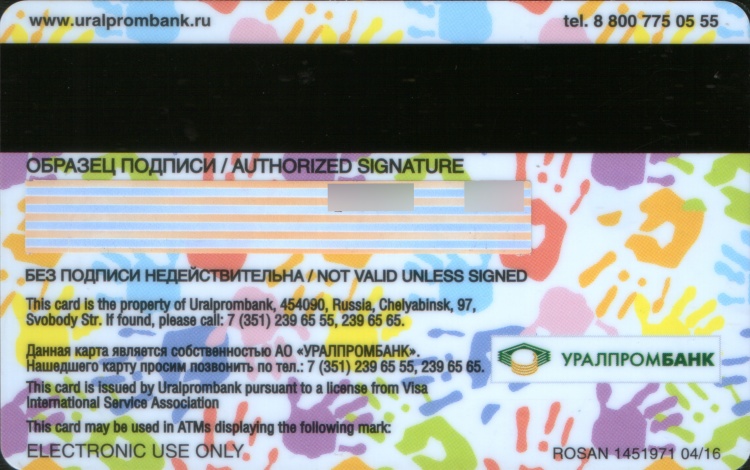 www.uralprombank.ru tel. 8 800 775 05 55
ОБРАЗЕЦ ПОДПИСИ / AUTHORIZED SIGNATURE
БЕЗ ПОДПИСИ НЕДЕЙСТВИТЕЛЬНА / NOT VALID UNLESS SIGNED
This card is the property of Uralprombank, 454090, Russia, Chelyabinsk, 97,
Svobody Str. If found, please call: 7 (351) 239 65 55, 239 65 65.
Данная карта является собственностью АО «УРАЛПРОМБАНК».
Нашедшего карту просим позвонить по тел.: 7 (351) 239 65 55, 239 65 65.
УРАЛПРОМБАНК
This card is issued by Uralprombank pursuant to a license from Visa
International Service Association
This card may be used in ATMs displaying the following mark:
ELECTRONIC USE ONLY ROSAN 1451971 04/16